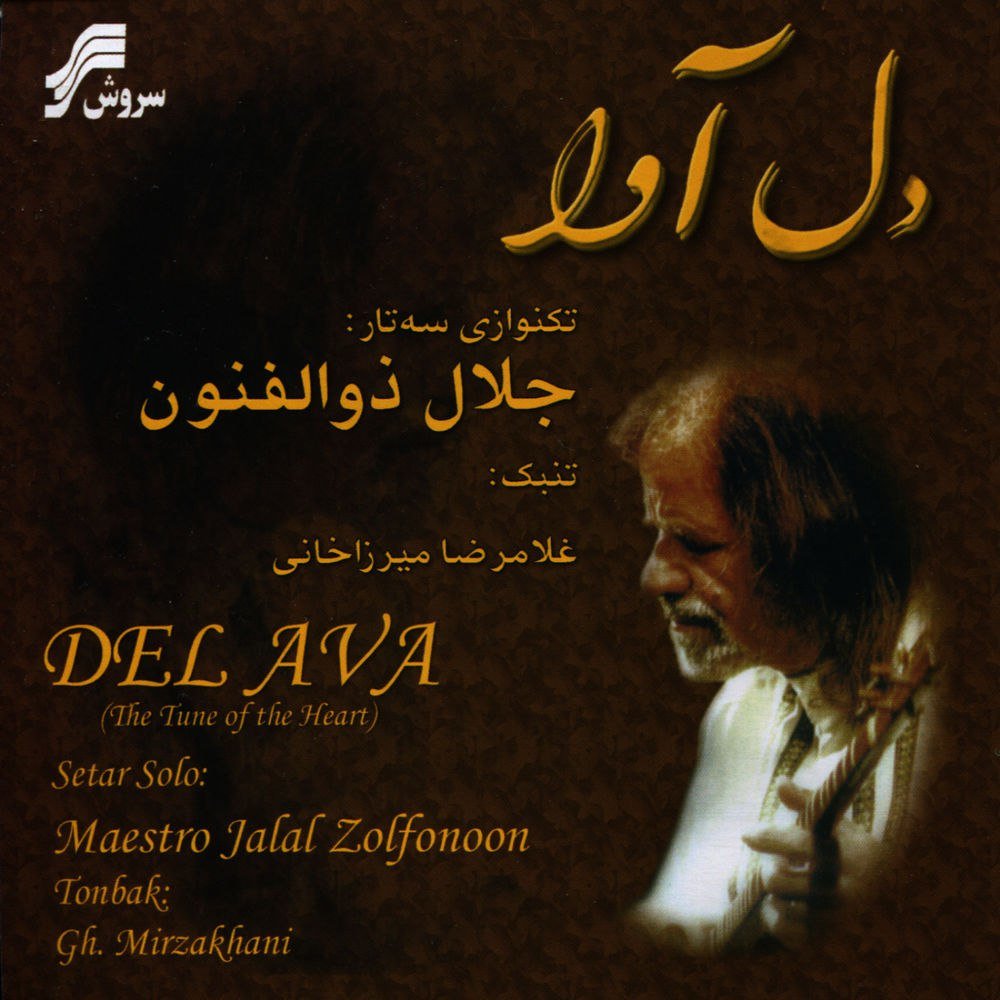 سروش
دل آوا
تکنوازی سه‌تار:
جلال ذوالفنون
تنبک:
غلامرضا میرزاخانی
DEL AVA
(The Tune of the Heart)
Setar Solo:
Maestro Jalal Zolfonoon
Tonbak:
Gh. Mirzakhani